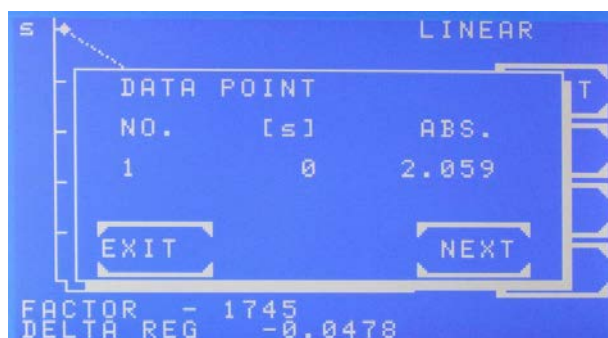 s LINEAR
DATA POINT T
NO. [s] ABS.
1 0 2.059
EXIT NEXT
FACTOR - 1745
DELTA REG -0.0478